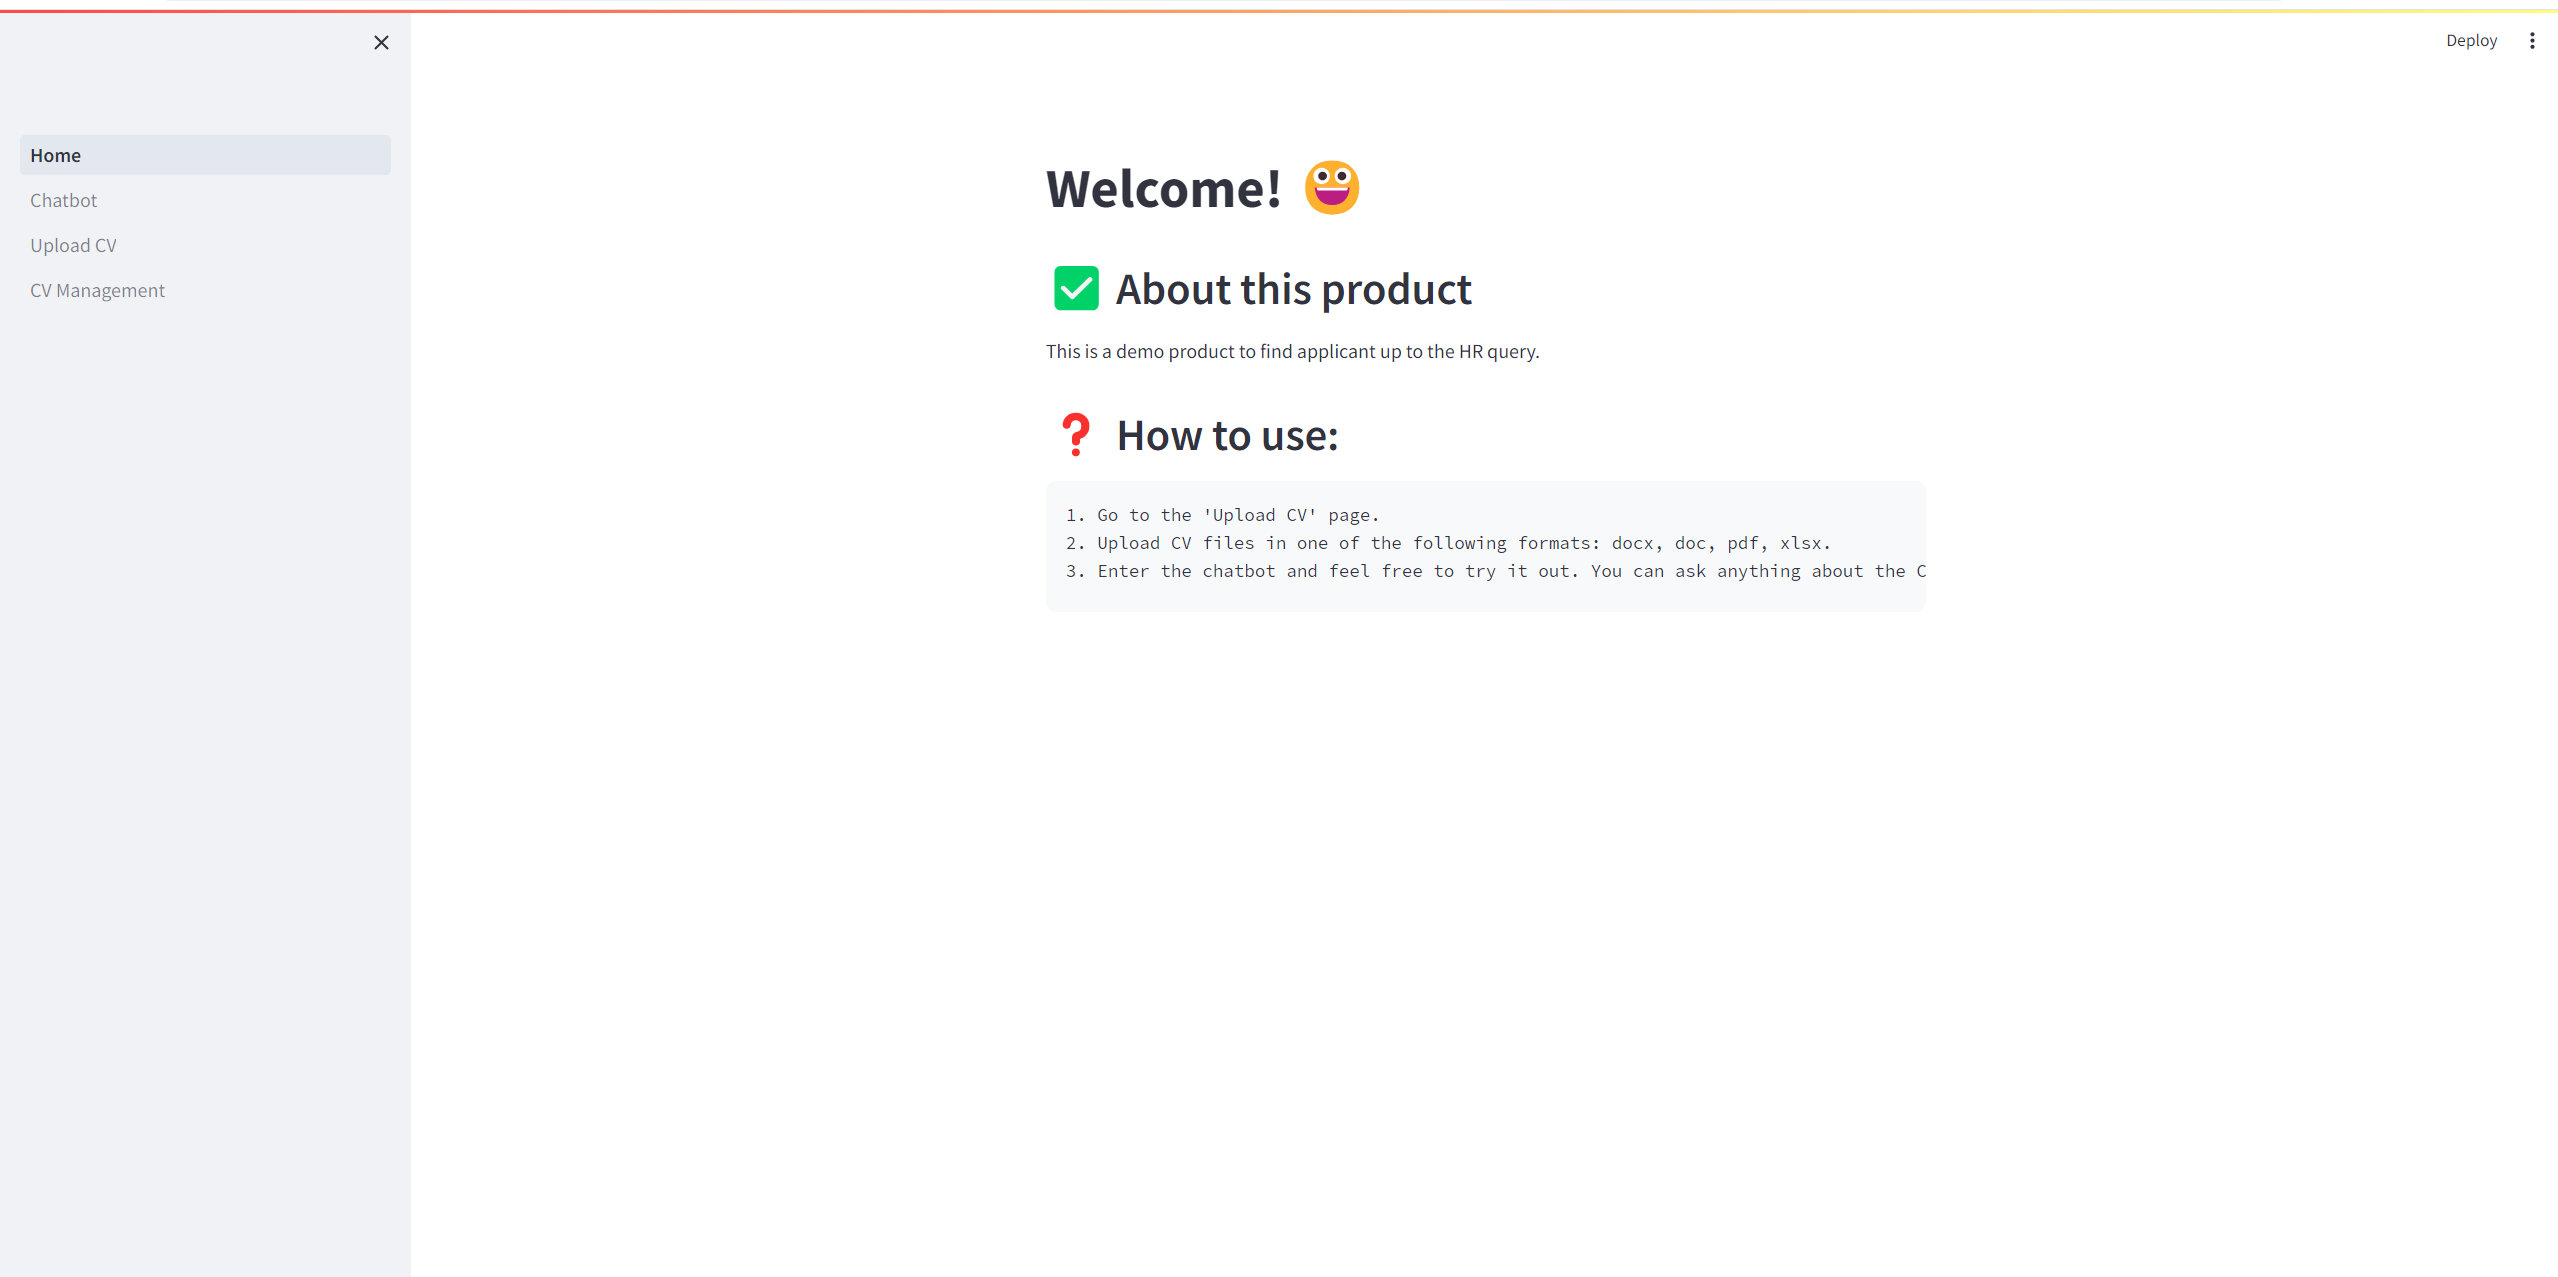 Deploy
Home
Chatbot
Upload CV
CV Management
Welcome!
About this product
This is a demo product to find applicant up to the HR query.
How to use:
1. Go to the 'Upload CV' page.
2. Upload CV files in one of the following formats: docx, doc, pdf, xlsx.
3. Enter the chatbot and feel free to try it out. You can ask anything about the C